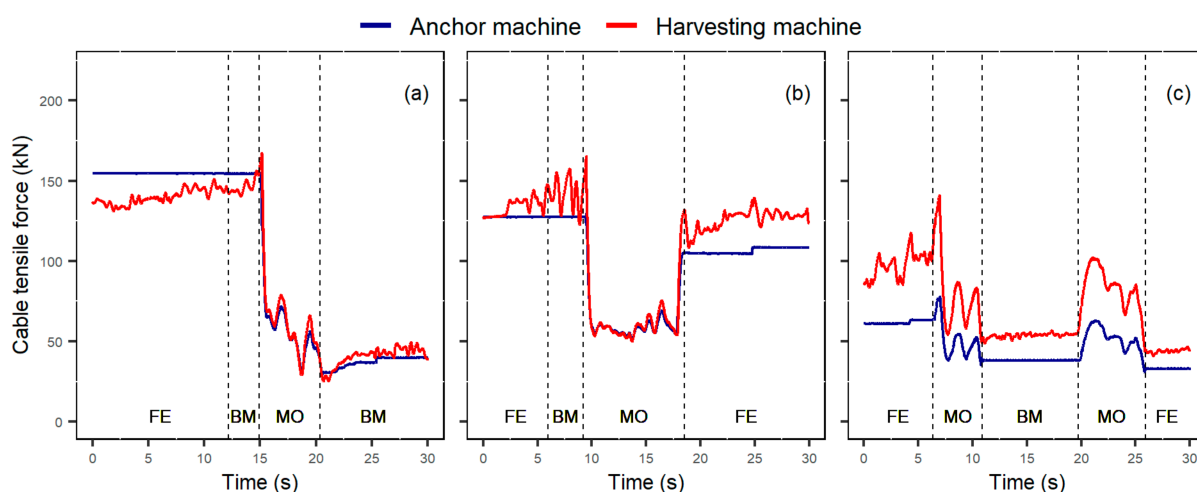 Anchor machine Harvesting machine
Cable tensile force (kN)
200
150
100
50
0
(a)
FE BM MO BM
0 5 10 15 20 25 30
Time (s)
(b)
FE BM MO FE
0 5 10 15 20 25 30
Time (s)
(c)
FE MO BM MO FE
0 5 10 15 20 25 30
Time (s)